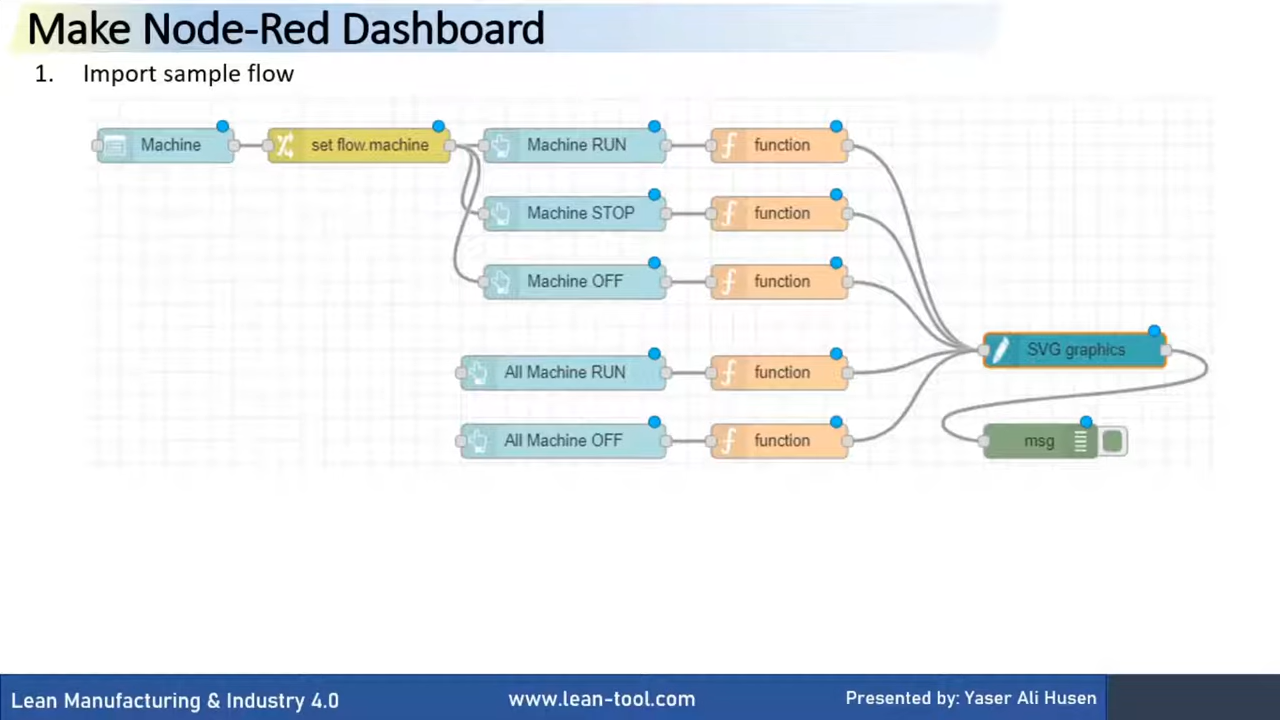 Make Node-Red Dashboard
1. Import sample flow
Machine
set flow.machine
Machine RUN
function
Machine STOP
function
Machine OFF
function
SVG graphics
All Machine RUN
function
All Machine OFF
function
msg
Lean Manufacturing & Industry 4.0
www.lean-tool.com
Presented by: Yaser Ali Husen